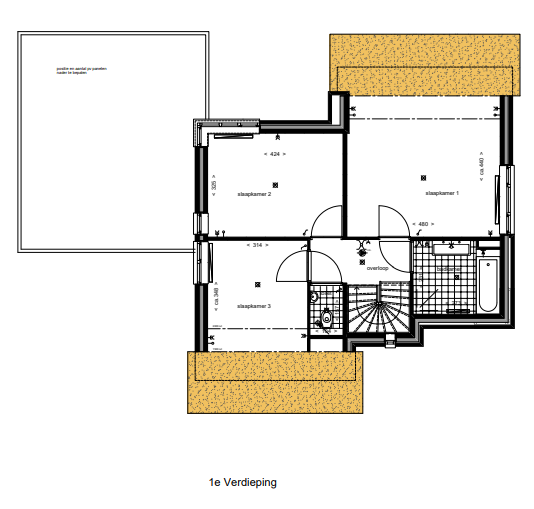 positie en aantal pv panelen
nader te bepalen
< 424 >
< ca 440 >
< 325 >
slaapkamer 2
slaapkamer 1
< 480 >
< 314 >
overloop
badkamer
< ca 348 >
slaapkamer 3
1e Verdieping